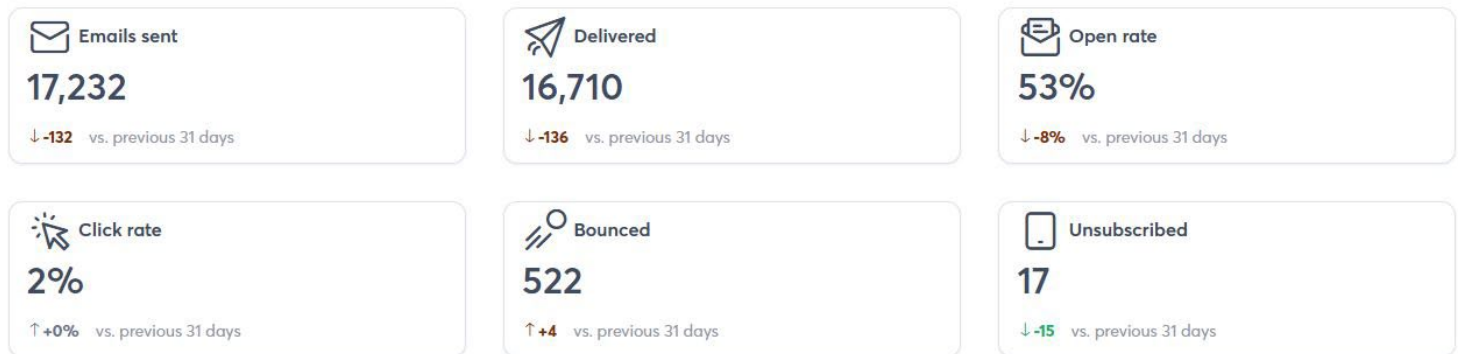 Emails sent
17,232
↓-132 vs. previous 31 days
Delivered
16,710
↓-136 vs. previous 31 days
Open rate
53%
↓-8% vs. previous 31 days
Click rate
2%
↑+0% vs. previous 31 days
Bounced
522
↑+4 vs. previous 31 days
Unsubscribed
17
↓-15 vs. previous 31 days